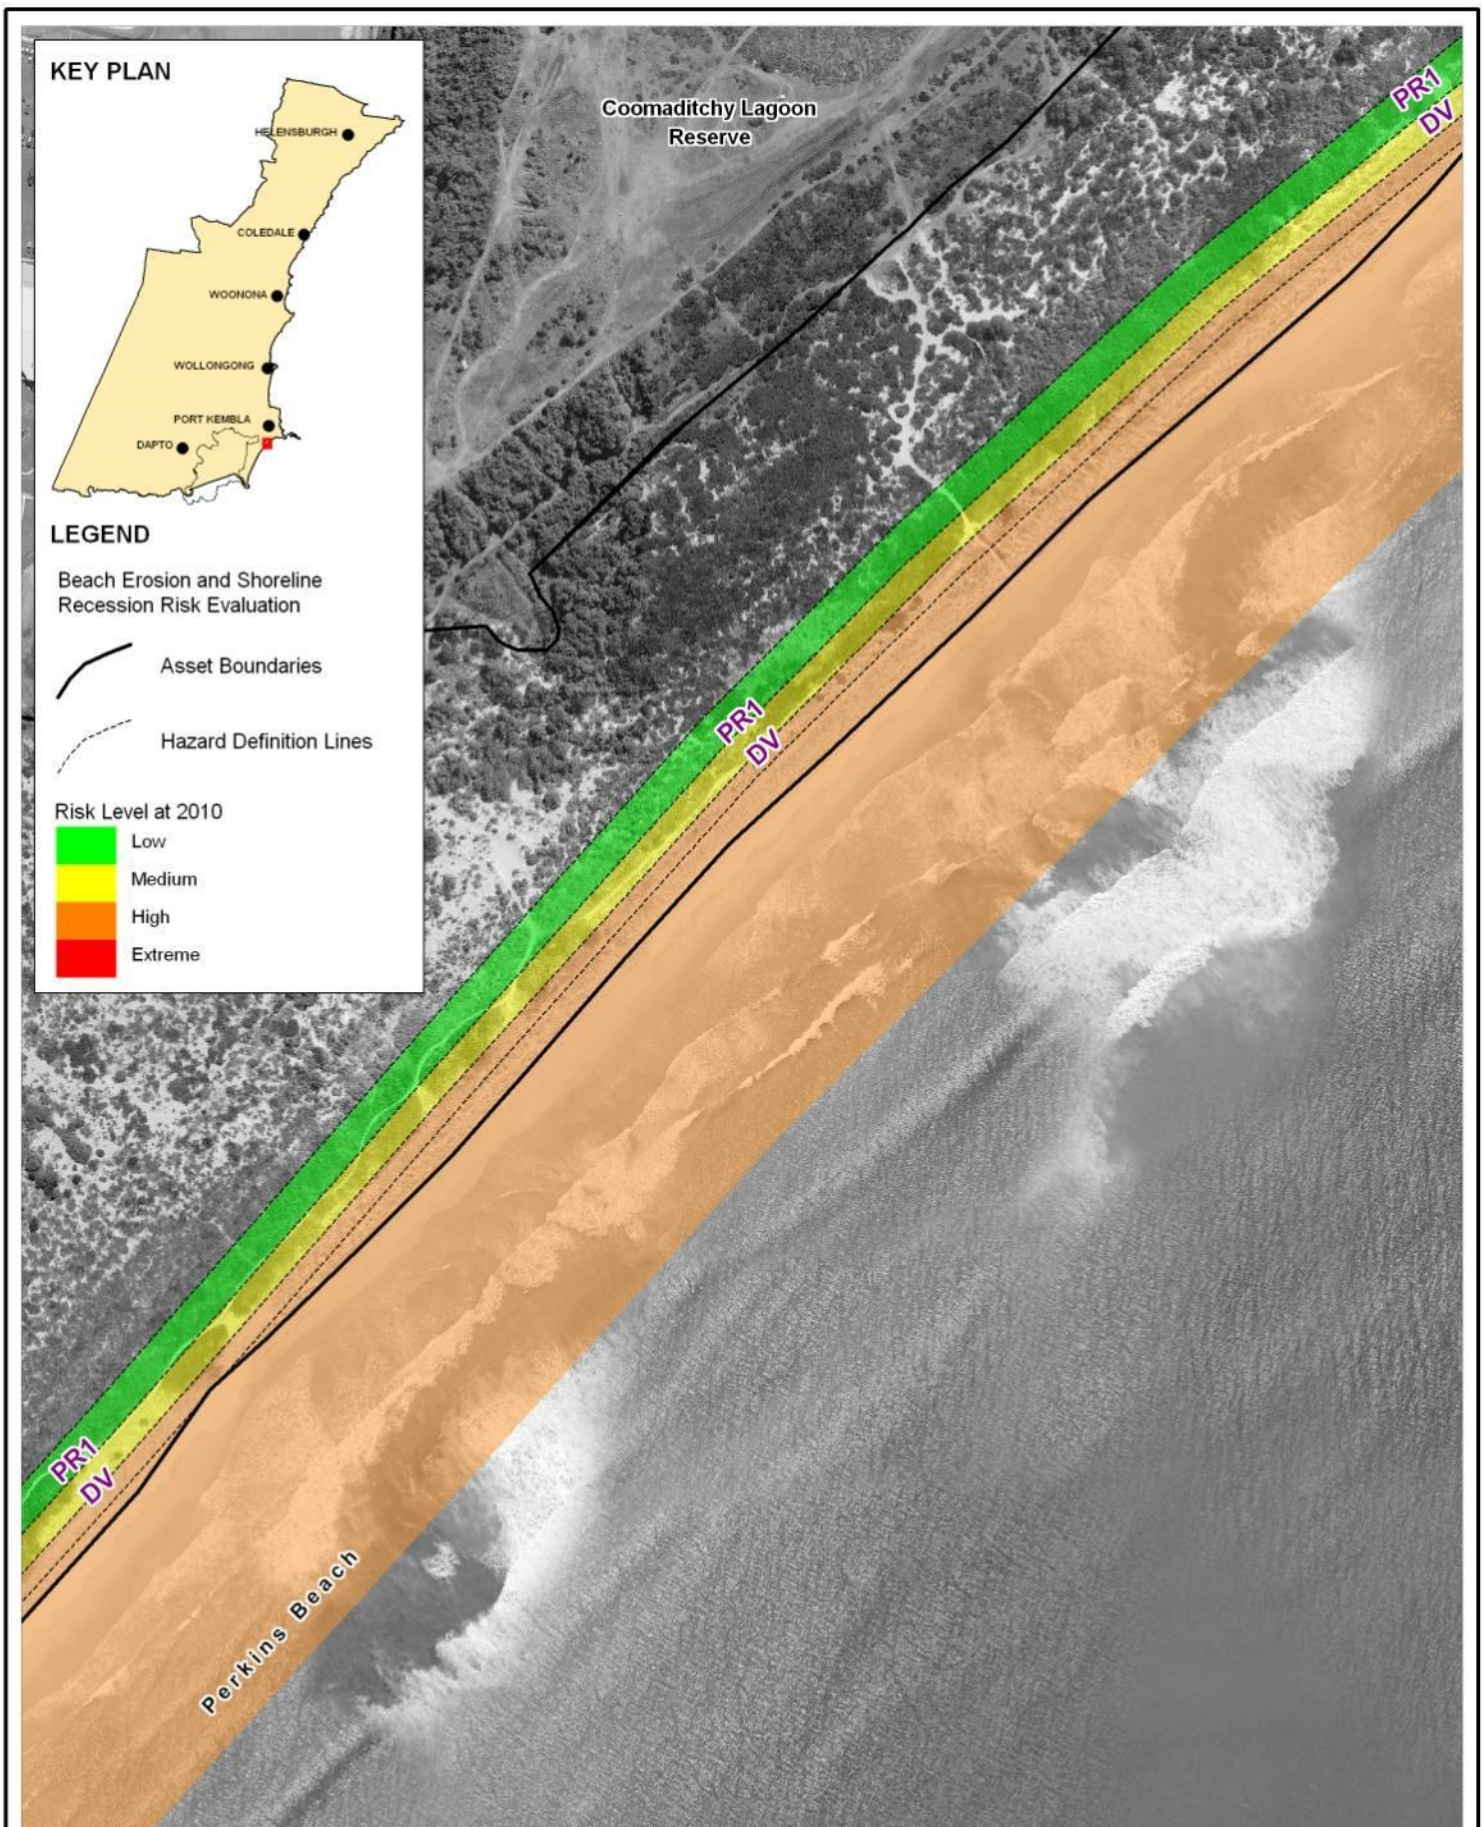 KEY PLAN
HELENSBURGH
COLEDALE
WOONONA
WOLLONGONG
PORT KEMBLA
DAPTO
LEGEND
Beach Erosion and Shoreline
Recession Risk Evaluation
Asset Boundaries
Hazard Definition Lines
Risk Level at 2010
Low
Medium
High
Extreme
Coomaditchy Lagoon
Reserve
PR1
DV
PR1
DV
PR1
DV
Perkins Beach